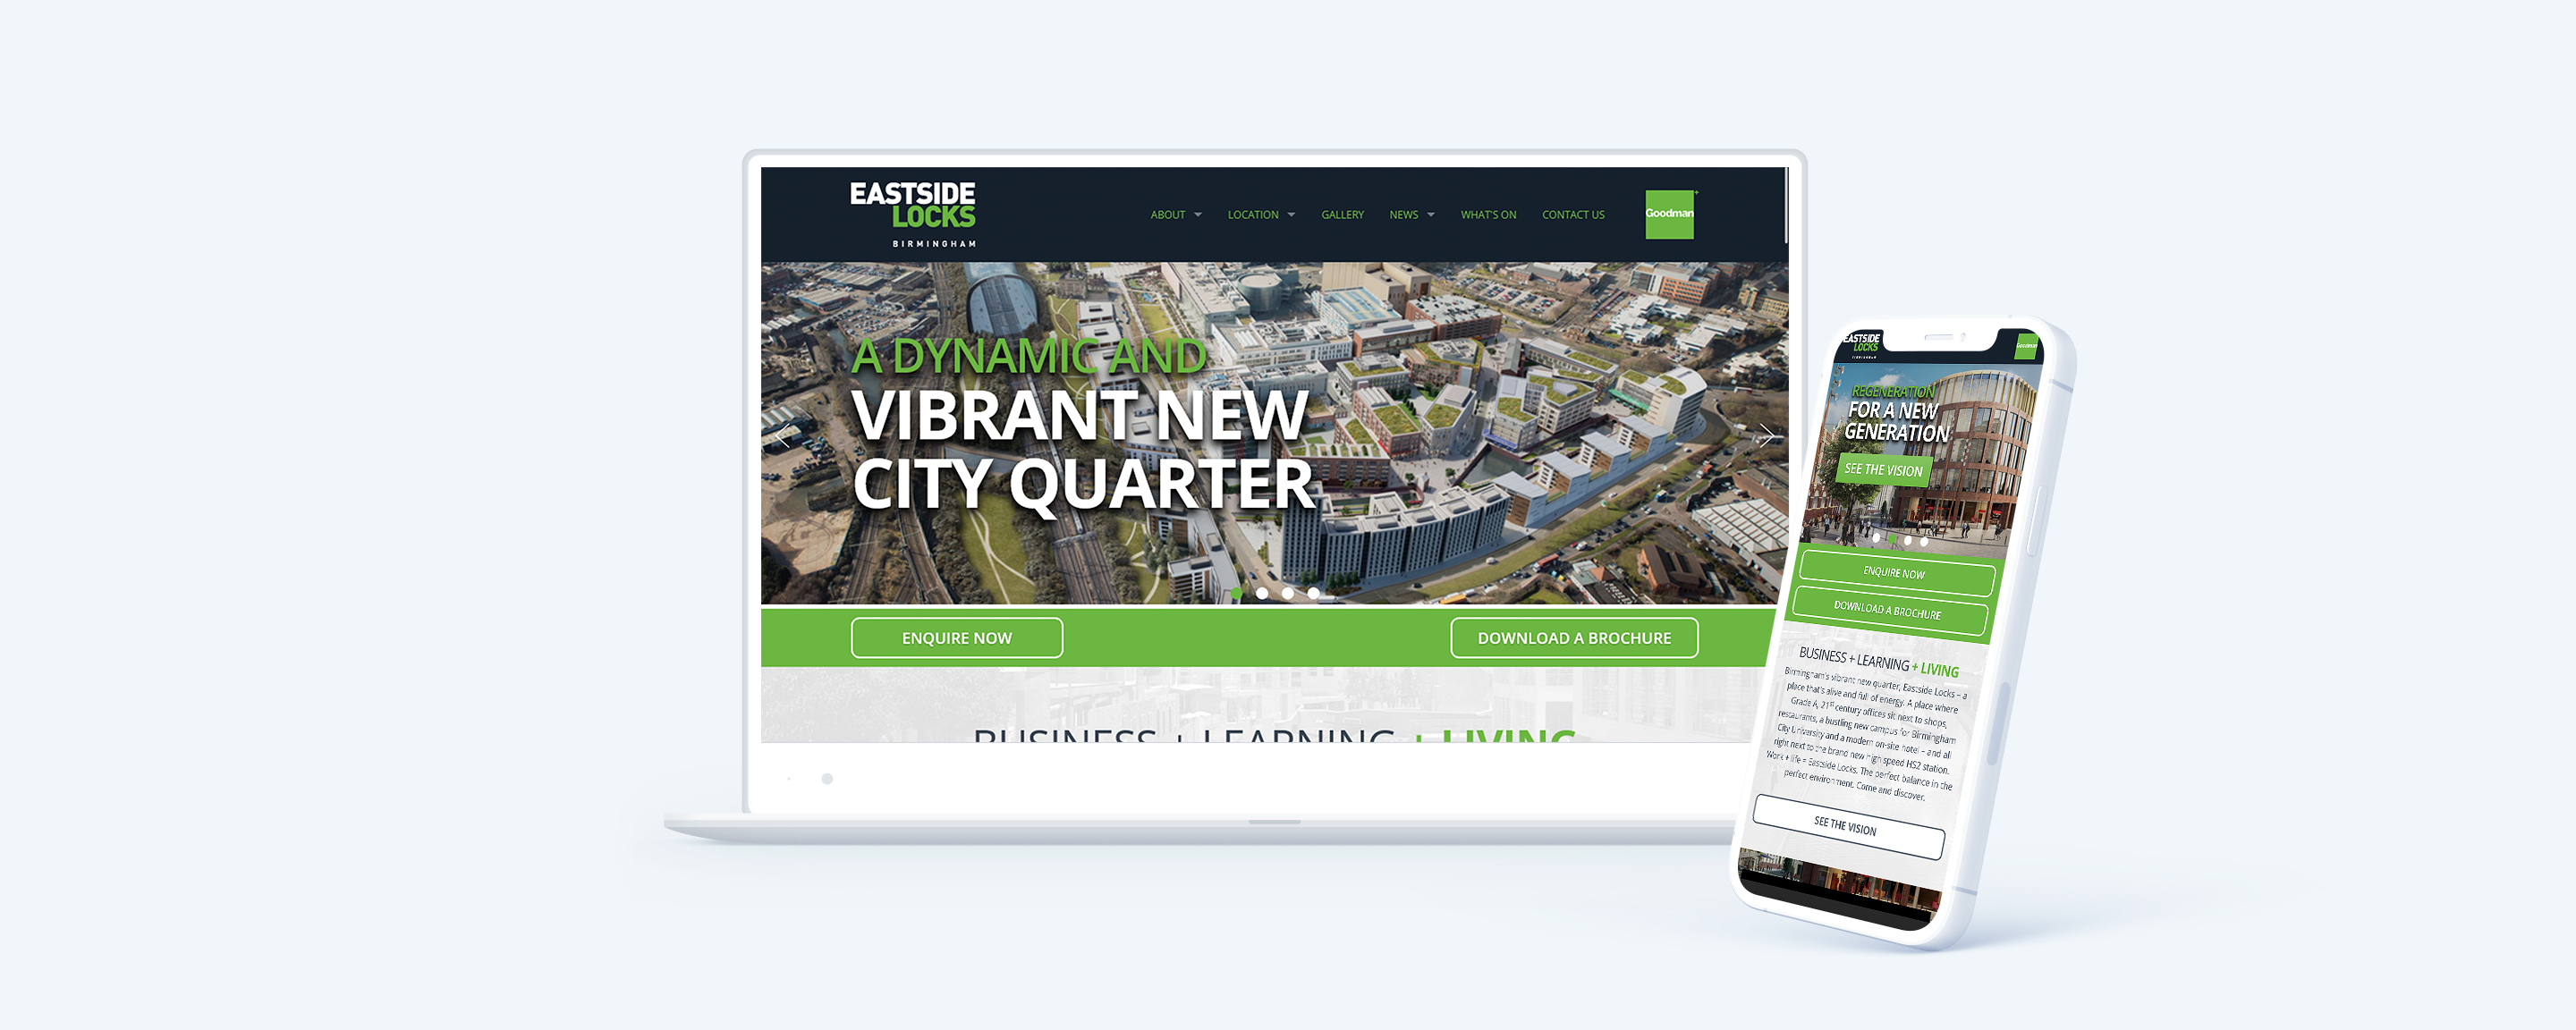 EASTSIDE
LOCKS
BIRMINGHAM
ABOUT
LOCATION
GALLERY
NEWS
WHAT'S ON
CONTACT US
Goodman
A DYNAMIC AND
VIBRANT NEW
CITY QUARTER
ENQUIRE NOW
DOWNLOAD A BROCHURE
BUSINESS + LEARNING + LIVING
EASTSIDE
LOCKS
BIRMINGHAM
Goodman
REGENERATION
FOR A NEW
GENERATION
SEE THE VISION
ENQUIRE NOW
DOWNLOAD A BROCHURE
BUSINESS + LEARNING + LIVING
Birmingham's vibrant new quarter, Eastside Locks – a
place that's alive and full of energy. A place where
Grade A, 21st century offices sit next to shops,
restaurants, a bustling new campus for Birmingham
City University and a modern on-site hotel – and all
right next to the brand new high speed HS2 station.
Work + life = Eastside Locks. The perfect balance in the
perfect environment. Come and discover.
SEE THE VISION